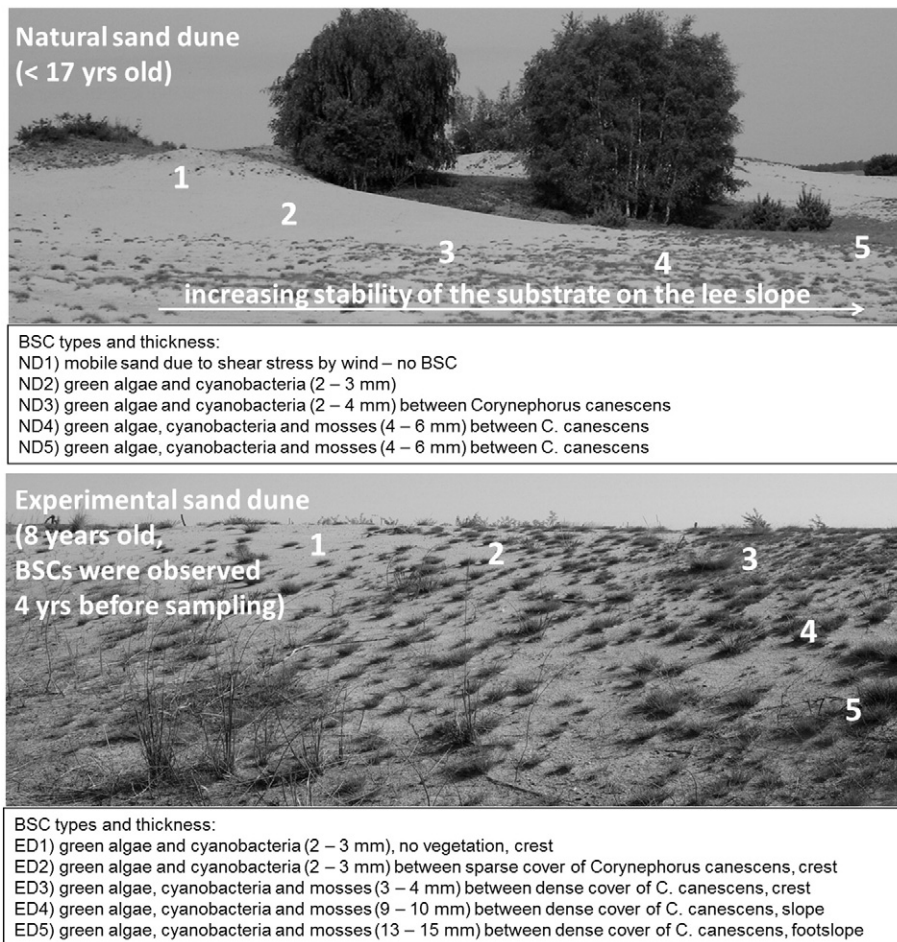 Natural sand dune
(< 17 yrs old)
1
2
3
4
5
increasing stability of the substrate on the lee slope
BSC types and thickness:
ND1) mobile sand due to shear stress by wind – no BSC
ND2) green algae and cyanobacteria (2 – 3 mm)
ND3) green algae and cyanobacteria (2 – 4 mm) between Corynephorus canescens
ND4) green algae, cyanobacteria and mosses (4 – 6 mm) between C. canescens
ND5) green algae, cyanobacteria and mosses (4 – 6 mm) between C. canescens
Experimental sand dune
(8 years old,
BSCs were observed
4 yrs before sampling)
1
2
3
4
5
BSC types and thickness:
ED1) green algae and cyanobacteria (2 – 3 mm), no vegetation, crest
ED2) green algae and cyanobacteria (2 – 3 mm) between sparse cover of Corynephorus canescens, crest
ED3) green algae, cyanobacteria and mosses (3 – 4 mm) between dense cover of C. canescens, crest
ED4) green algae, cyanobacteria and mosses (9 – 10 mm) between dense cover of C. canescens, slope
ED5) green algae, cyanobacteria and mosses (13 – 15 mm) between dense cover of C. canescens, footslope